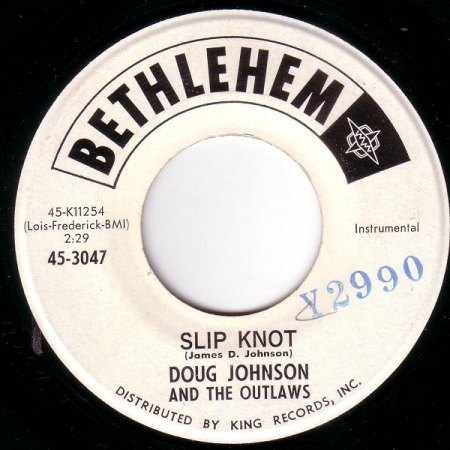 BETHLEHEM
45-K11254
(Lois-Frederick-BMI)
2:29
45-3047
Instrumental
Y2990
SLIP KNOT
(James D. Johnson)
DOUG JOHNSON
AND THE OUTLAWS
DISTRIBUTED BY KING RECORDS, INC.